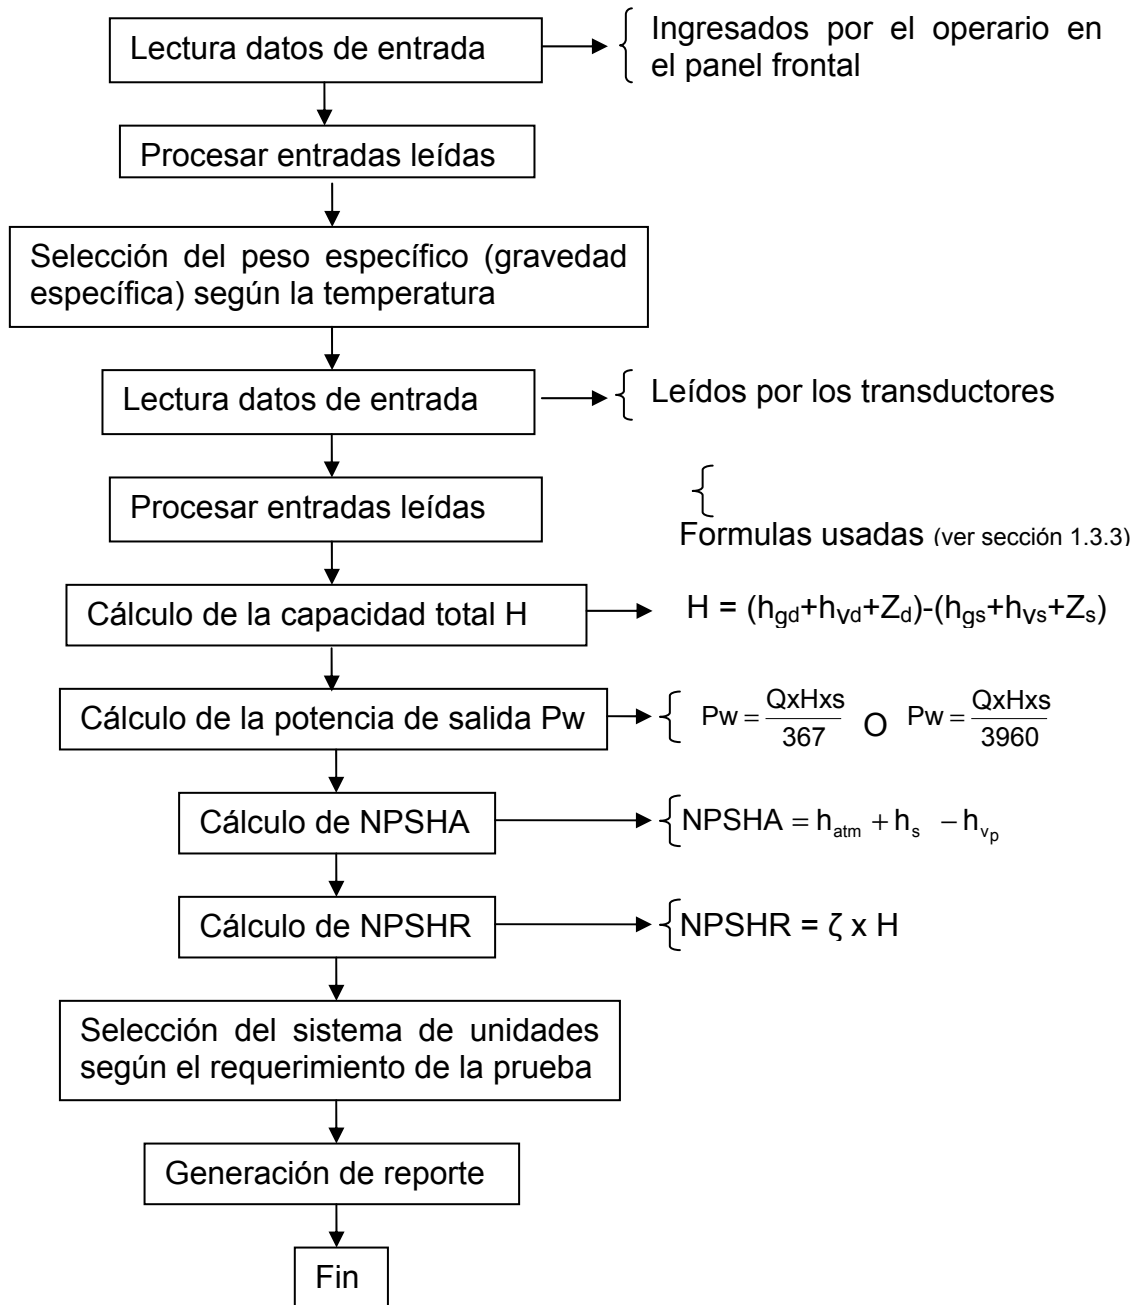 Lectura datos de entrada
Ingresados por el operario en
el panel frontal
Procesar entradas leídas
Selección del peso específico (gravedad
específica) según la temperatura
Lectura datos de entrada
Leídos por los transductores
Procesar entradas leídas
Formulas usadas (ver sección 1.3.3)
Cálculo de la capacidad total H
H = (hgd+hvd+Zd)-(hgs+hvs+Zs)
Cálculo de la potencia de salida Pw
Pw = QxHxs / 367 O Pw = QxHxs / 3960
Cálculo de NPSHA
NPSHA = hatm + hs − hvp
Cálculo de NPSHR
NPSHR = ζ x H
Selección del sistema de unidades
según el requerimiento de la prueba
Generación de reporte
Fin